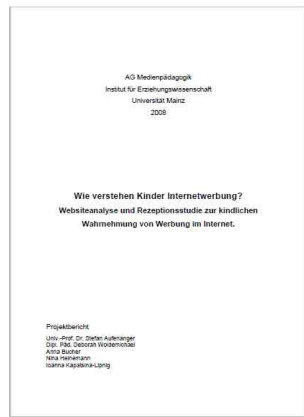 AG Medienpädagogik
Institut für Erziehungswissenschaft
Universität Mainz
2008
Wie verstehen Kinder Internetwerbung?
Websiteanalyse und Rezeptionsstudie zur kindlichen
Wahrnehmung von Werbung im Internet.
Projektbericht
Univ.-Prof. Dr. Stefan Aufenanger
Dipl. Päd. Deborah Woldemichael
Anna Bucher
Nina Heinemann
Ioanna Kapatsina-Lipnig